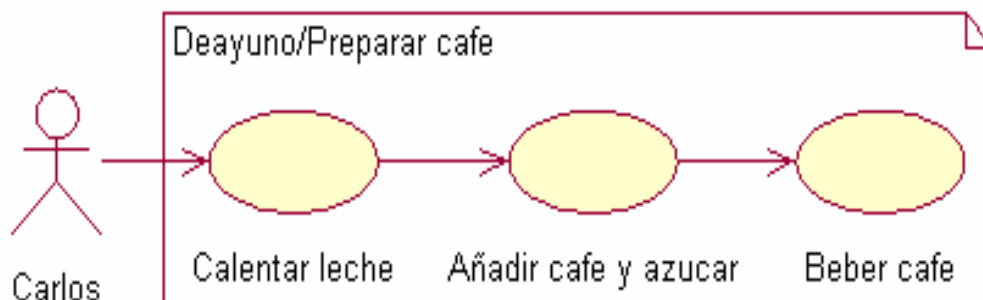 Deayuno/Preparar cafe
Calentar leche
Añadir cafe y azucar
Beber cafe
Carlos